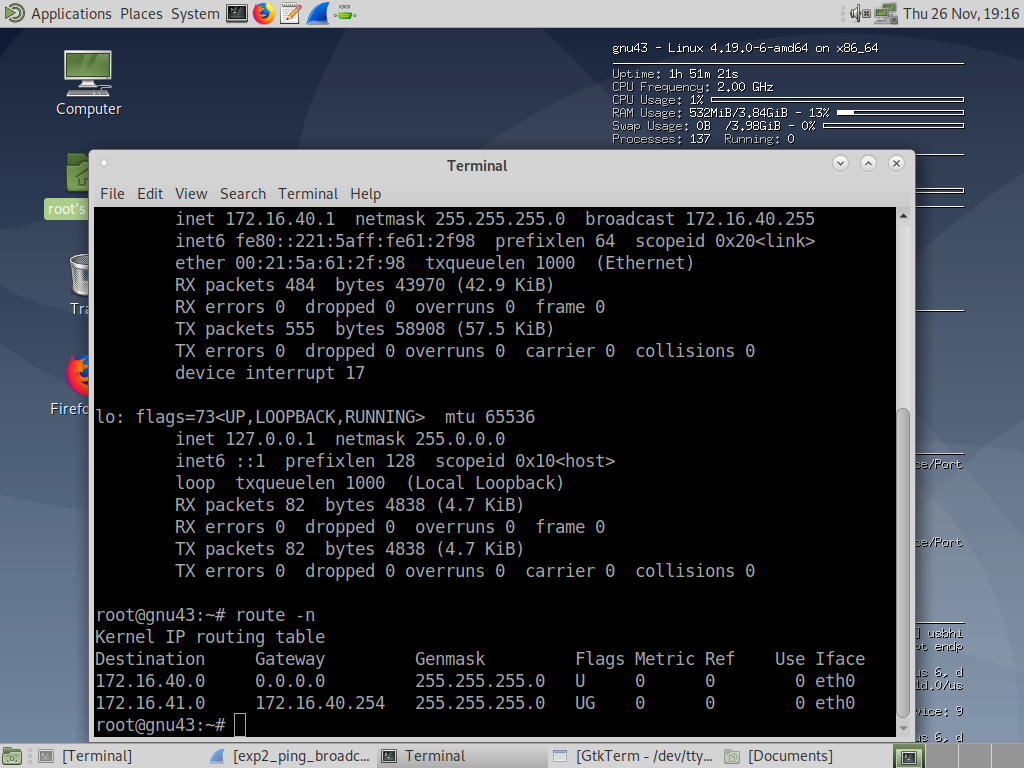 Applications Places System Thu 26 Nov, 19:16
Computer
gnu43 - Linux 4.19.0-6-amd64 on x86_64
Uptime: 1h 51m 21s
CPU Frequency: 2.00 GHz
CPU Usage: 1%
RAM Usage: 532MiB/3.84GiB - 13%
Swap Usage: 0B /3.98GiB - 0%
Processes: 137 Running: 0
root's
Tra
Firefo
Terminal
File Edit View Search Terminal Help
inet 172.16.40.1 netmask 255.255.255.0 broadcast 172.16.40.255
inet6 fe80::221:5aff:fe61:2f98 prefixlen 64 scopeid 0x20<link>
ether 00:21:5a:61:2f:98 txqueuelen 1000 (Ethernet)
RX packets 484 bytes 43970 (42.9 KiB)
RX errors 0 dropped 0 overruns 0 frame 0
TX packets 555 bytes 58908 (57.5 KiB)
TX errors 0 dropped 0 overruns 0 carrier 0 collisions 0
device interrupt 17
lo: flags=73<UP,LOOPBACK,RUNNING> mtu 65536
inet 127.0.0.1 netmask 255.0.0.0
inet6 ::1 prefixlen 128 scopeid 0x10<host>
loop txqueuelen 1000 (Local Loopback)
RX packets 82 bytes 4838 (4.7 KiB)
RX errors 0 dropped 0 overruns 0 frame 0
TX packets 82 bytes 4838 (4.7 KiB)
TX errors 0 dropped 0 overruns 0 carrier 0 collisions 0
root@gnu43:~# route -n
Kernel IP routing table
Destination Gateway Genmask Flags Metric Ref Use Iface
172.16.40.0 0.0.0.0 255.255.255.0 U 0 0 0 eth0
172.16.41.0 172.16.40.254 255.255.255.0 UG 0 0 0 eth0
root@gnu43:~#
ce/Port
ce/Port
] usbhi
pt endp
us 6, d
id.0/us
vice: 9
us 6, d
[Terminal] [exp2_ping_broadc... Terminal [GtkTerm - /dev/tty... [Documents]